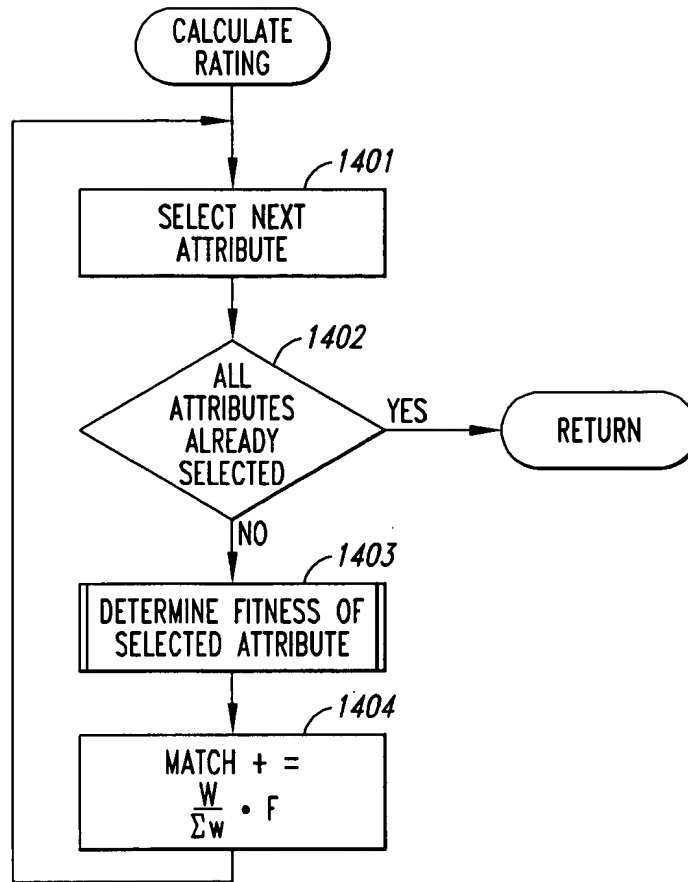 CALCULATE
RATING
1401
SELECT NEXT
ATTRIBUTE
1402
ALL
ATTRIBUTES
ALREADY
SELECTED
YES
RETURN
NO
1403
DETERMINE FITNESS OF
SELECTED ATTRIBUTE
1404
MATCH + =
W
Σw • F